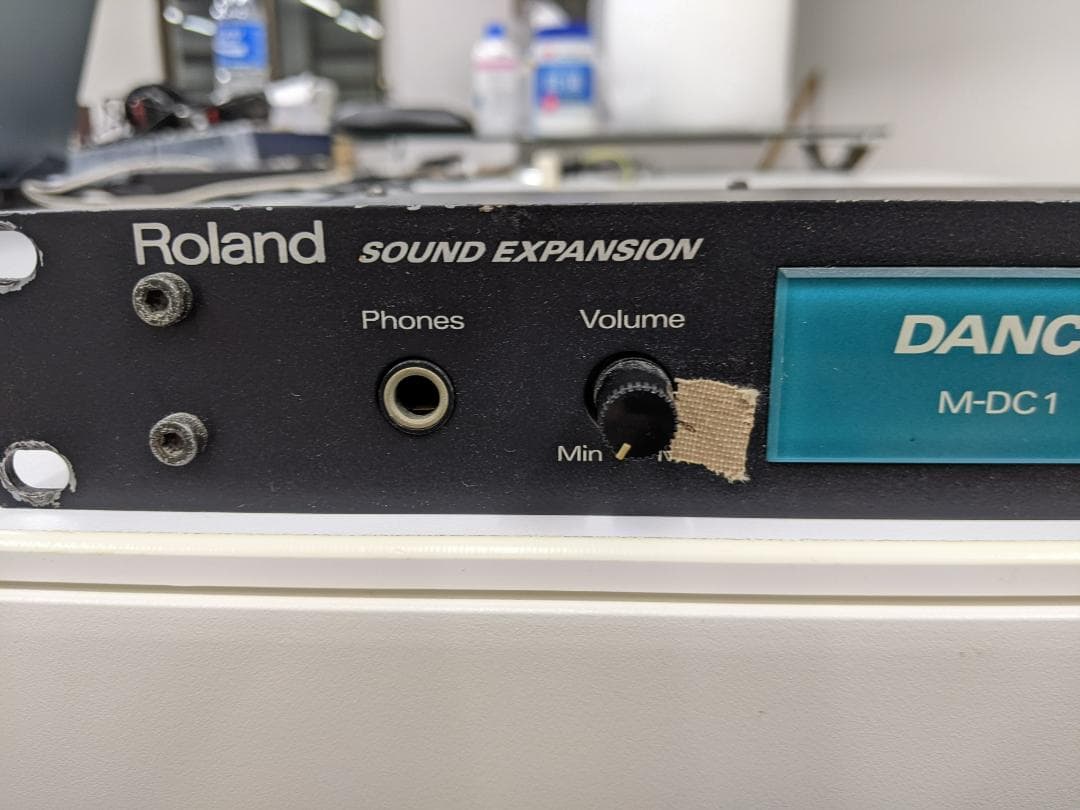 Roland SOUND EXPANSION
Phones
Volume
Min
DANC
M-DC1